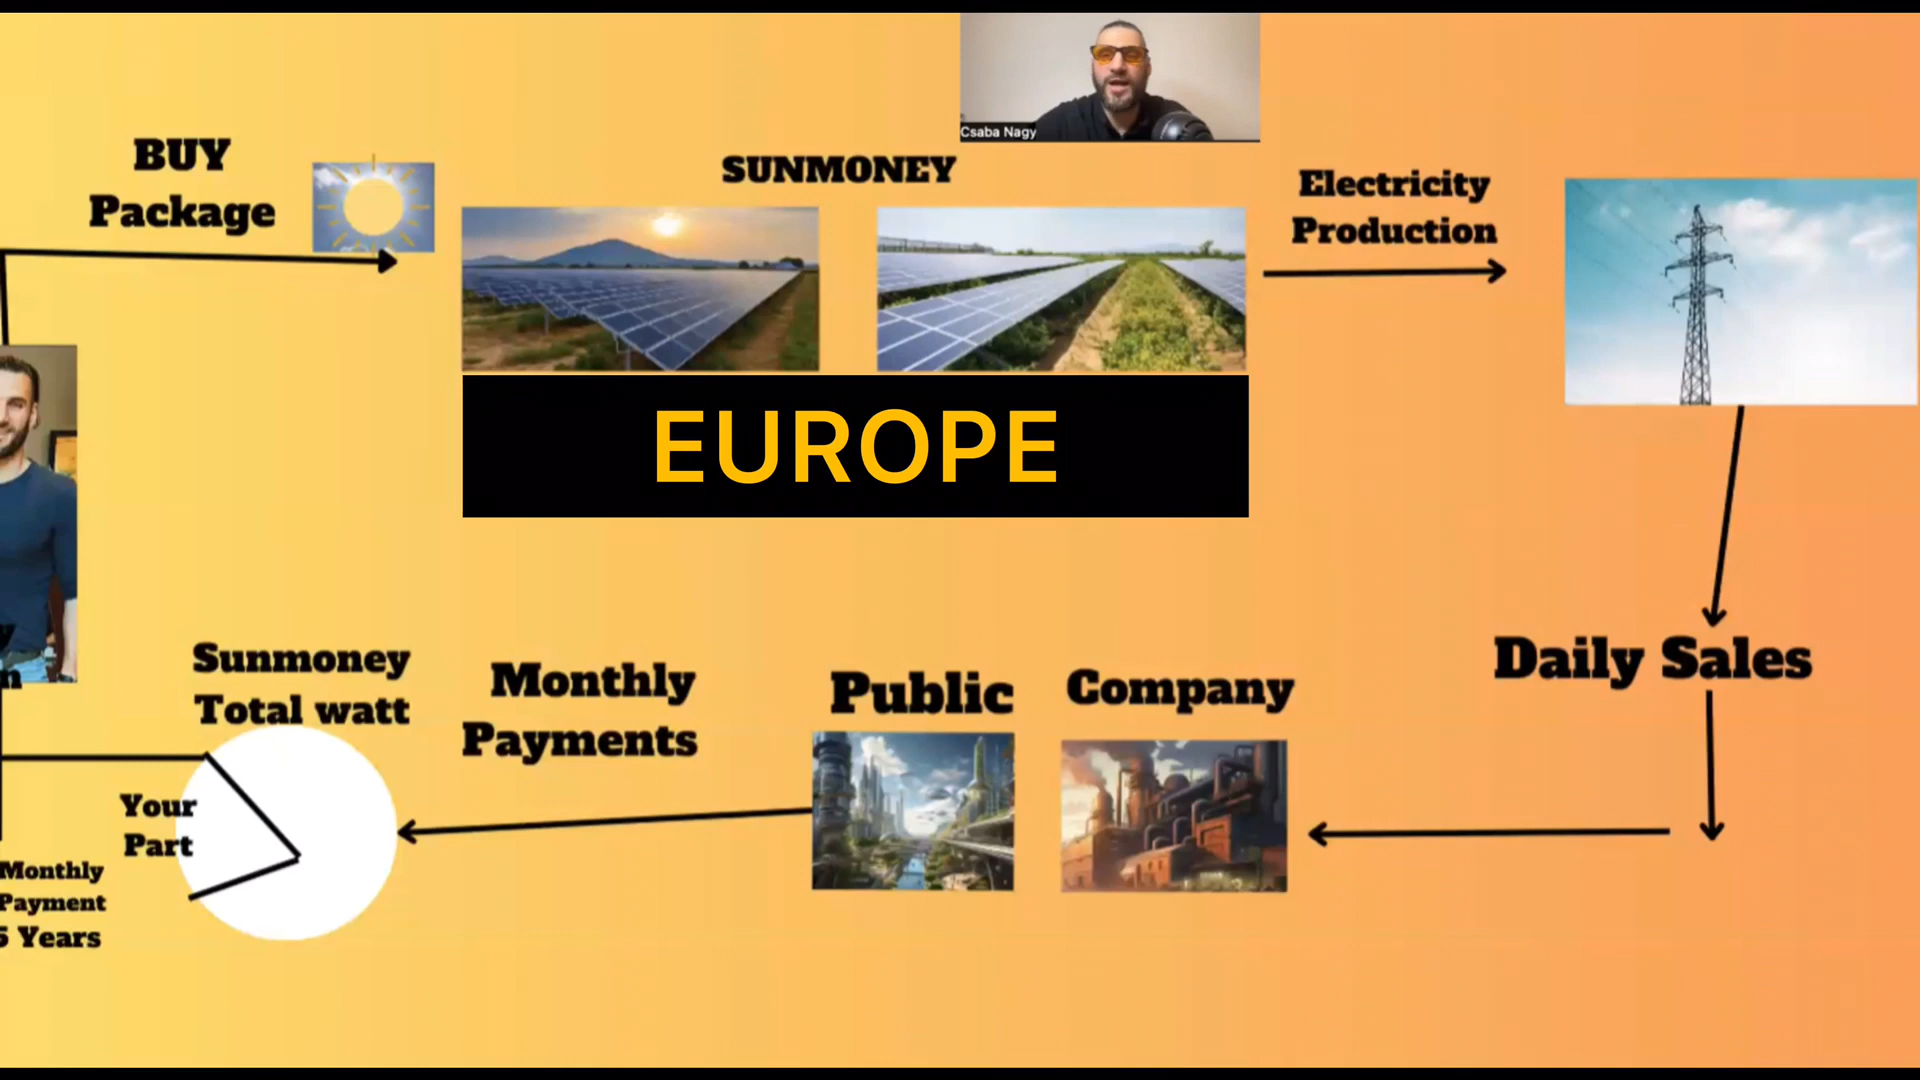 Csaba Nagy
BUY
Package
SUNMONEY
Electricity
Production
EUROPE
Daily Sales
Sunmoney
Total watt
Monthly
Payments
Public
Company
Your
Part
Monthly
Payment
5 Years